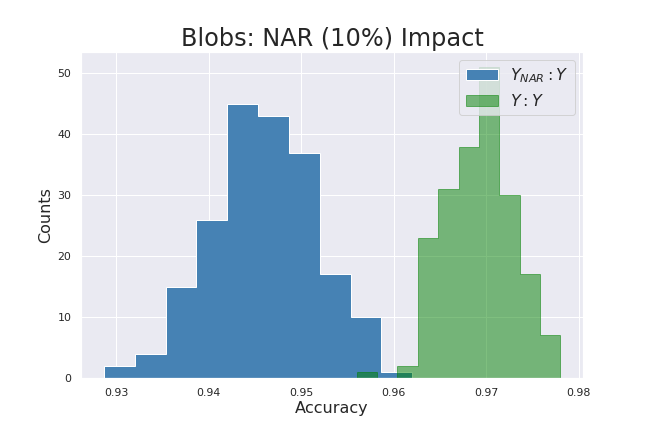 Blobs: NAR (10%) Impact
Y_NAR : Y
Y : Y
50
40
30
20
10
0
Counts
0.93 0.94 0.95 0.96 0.97 0.98
Accuracy